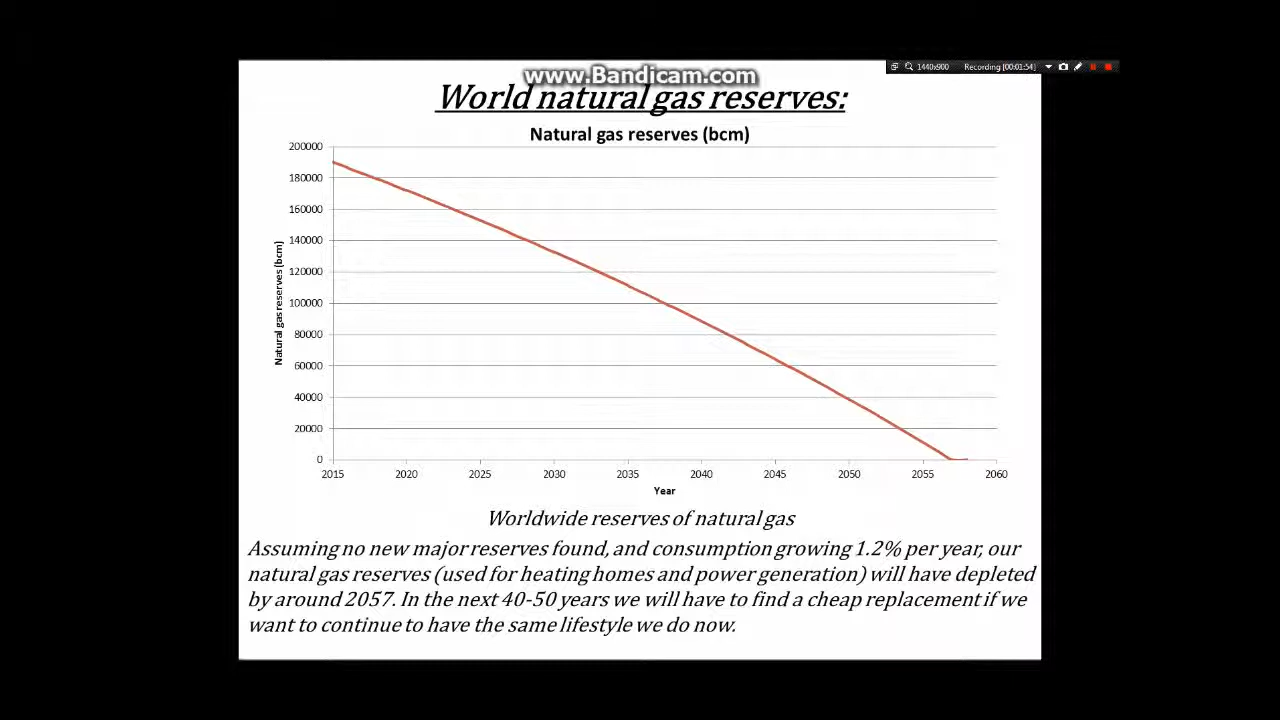 www.Bandicam.com
1440x900 Recording [00:01:54]
World natural gas reserves:
Natural gas reserves (bcm)
200000
180000
160000
140000
120000
100000
80000
60000
40000
20000
0
Natural gas reserves (bcm)
2015 2020 2025 2030 2035 2040 2045 2050 2055 2060
Year
Worldwide reserves of natural gas
Assuming no new major reserves found, and consumption growing 1.2% per year, our
natural gas reserves (used for heating homes and power generation) will have depleted
by around 2057. In the next 40-50 years we will have to find a cheap replacement if we
want to continue to have the same lifestyle we do now.